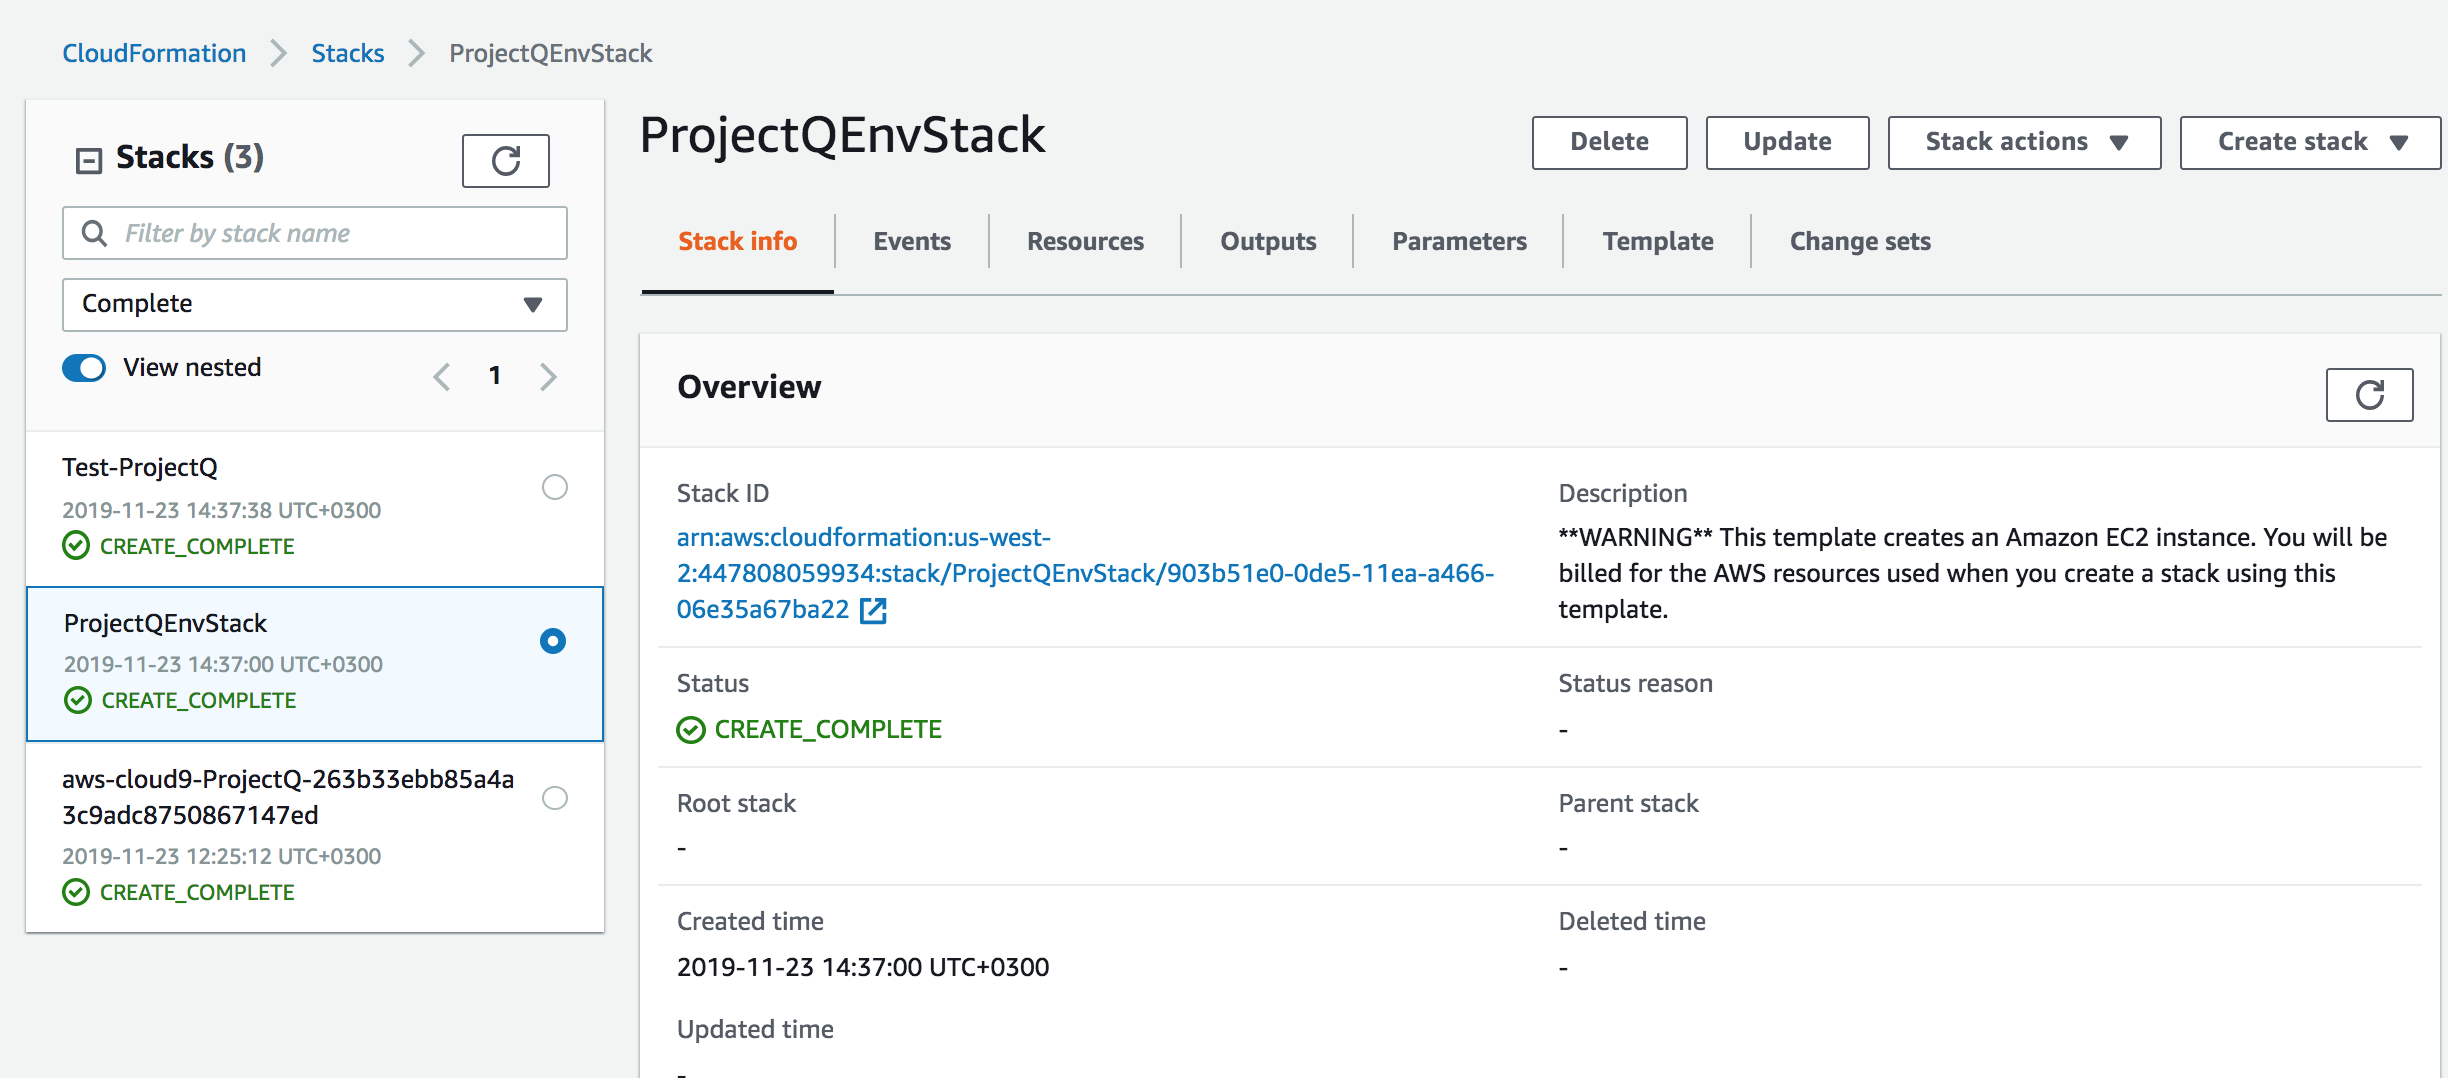 CloudFormation
Stacks
ProjectQEnvStack
Stacks (3)
Filter by stack name
Complete
View nested
1
Test-ProjectQ
2019-11-23 14:37:38 UTC+0300
CREATE_COMPLETE
ProjectQEnvStack
2019-11-23 14:37:00 UTC+0300
CREATE_COMPLETE
aws-cloud9-ProjectQ-263b33ebb85a4a
3c9adc8750867147ed
2019-11-23 12:25:12 UTC+0300
CREATE_COMPLETE
ProjectQEnvStack
Delete
Update
Stack actions
Create stack
Stack info
Events
Resources
Outputs
Parameters
Template
Change sets
Overview
Stack ID
arn:aws:cloudformation:us-west-
2:447808059934:stack/ProjectQEnvStack/903b51e0-0de5-11ea-a466-
06e35a67ba22
Description
**WARNING** This template creates an Amazon EC2 instance. You will be
billed for the AWS resources used when you create a stack using this
template.
Status
CREATE_COMPLETE
Status reason
-
Root stack
-
Parent stack
-
Created time
2019-11-23 14:37:00 UTC+0300
Deleted time
-
Updated time
-